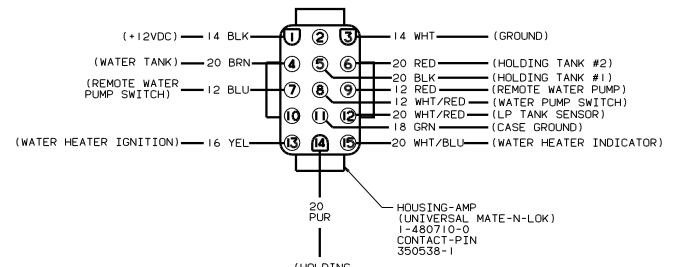 (+12VDC) 14 BLK 1 2 3 14 WHT (GROUND)
(WATER TANK) 20 BRN 4 5 6 20 RED (HOLDING TANK #2)
20 BLK (HOLDING TANK #1)
(REMOTE WATER
PUMP SWITCH) 12 BLU 7 8 9 12 RED (REMOTE WATER PUMP)
12 WHT/RED (WATER PUMP SWITCH)
10 11 12 20 WHT/RED (LP TANK SENSOR)
18 GRN (CASE GROUND)
(WATER HEATER IGNITION) 16 YEL 13 14 15 20 WHT/BLU (WATER HEATER INDICATOR)
20
PUR
HOUSING-AMP
(UNIVERSAL MATE-N-LOK)
1-480710-0
CONTACT-PIN
350538-1
(HOLDING